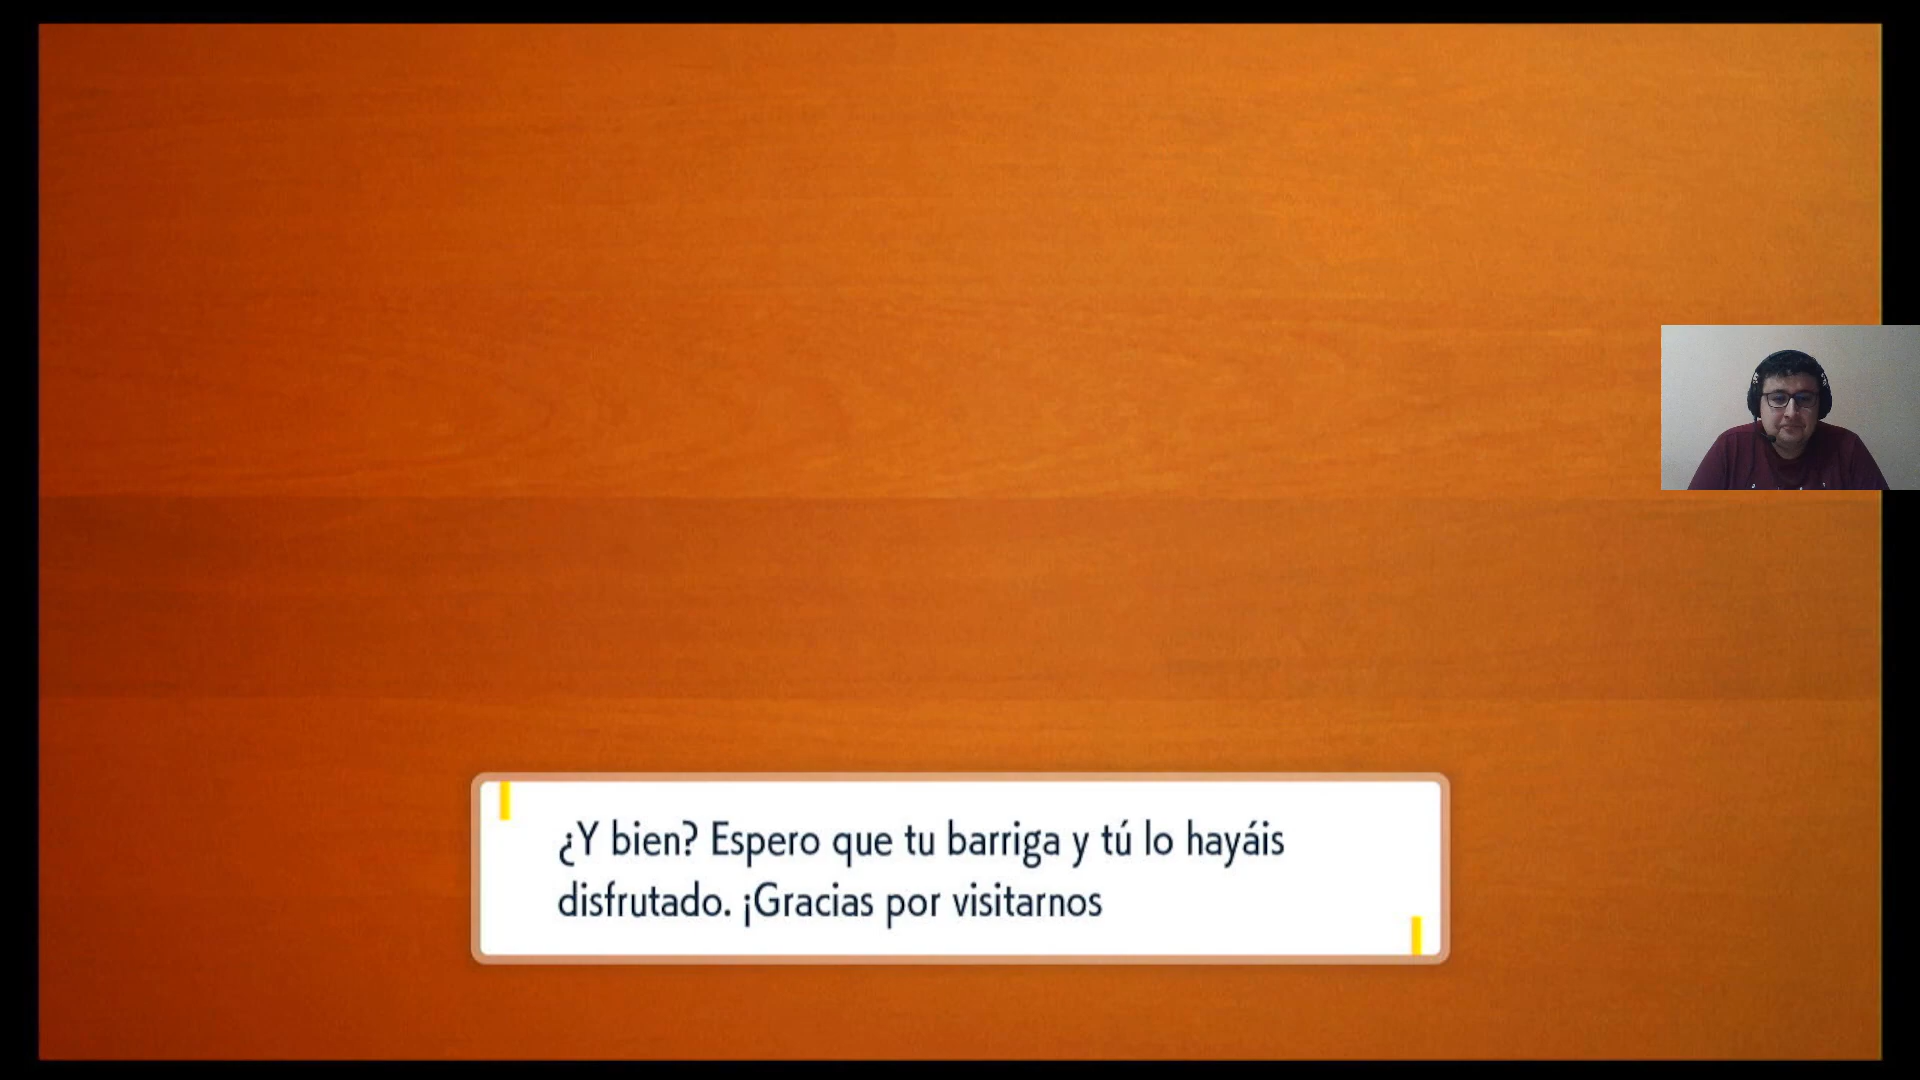 ¿Y bien? Espero que tu barriga y tú lo hayáis
disfrutado. ¡Gracias por visitarnos